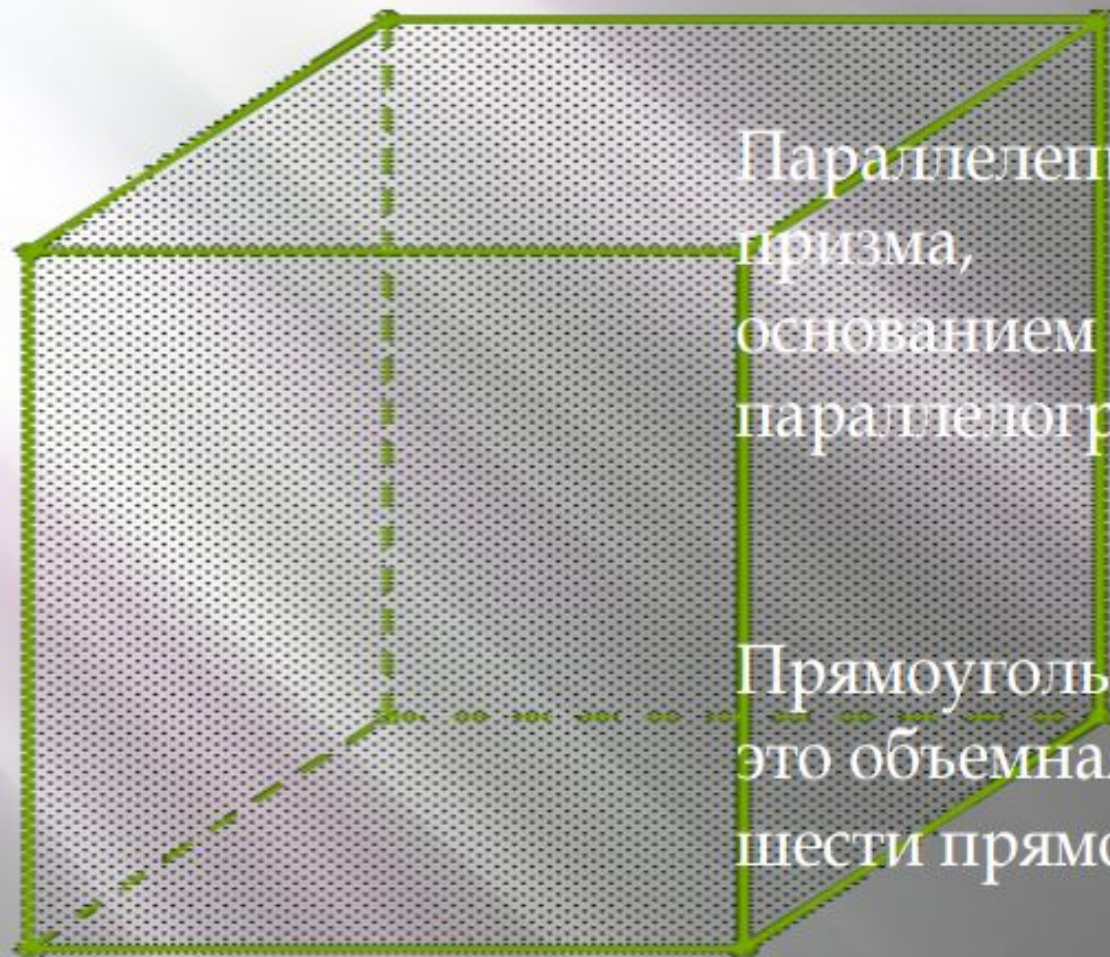 Параллелеп
призма,
основанием
параллелогр
Прямоуголь
это объемна
шести прямо